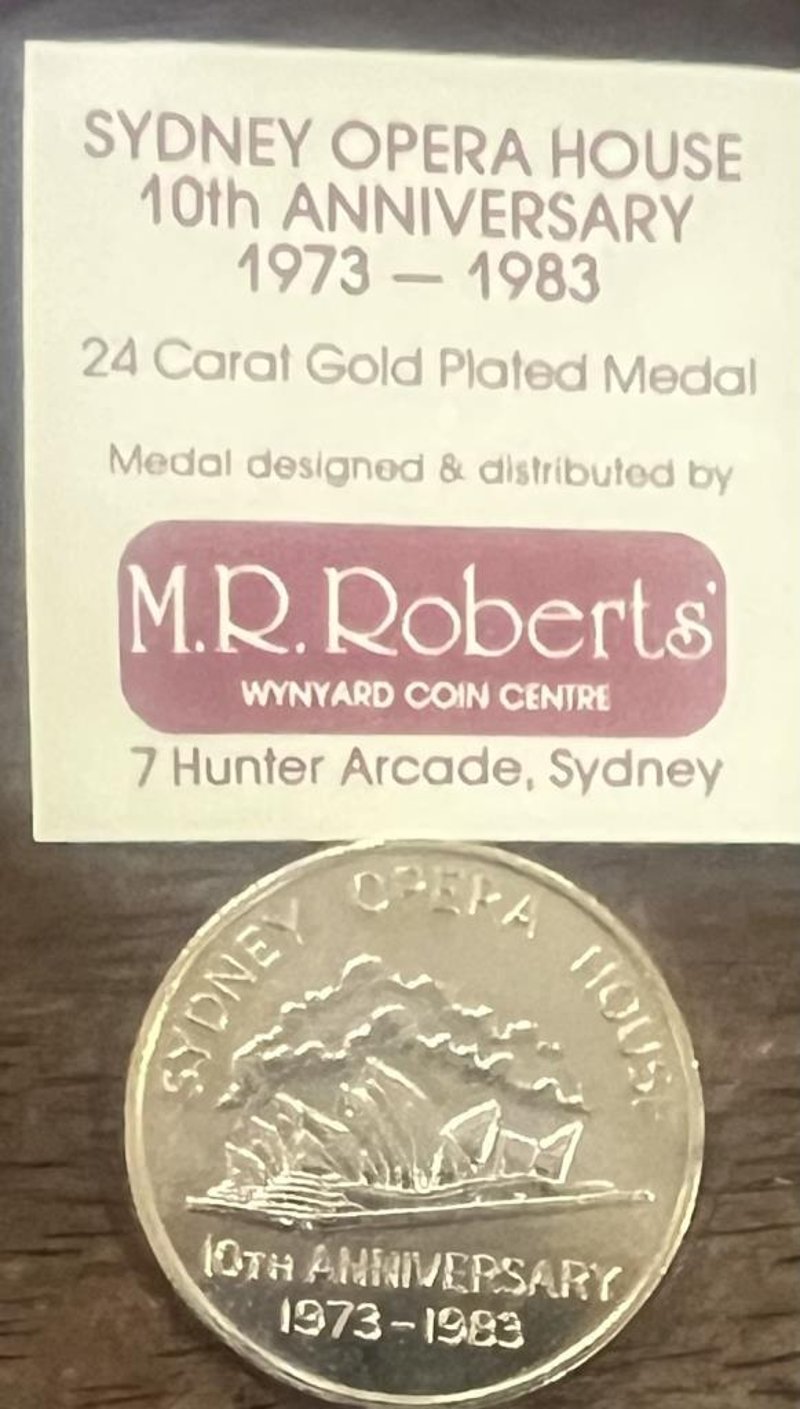 SYDNEY OPERA HOUSE
10th ANNIVERSARY
1973 — 1983
24 Carat Gold Plated Medal
Medal designed & distributed by
M.R. Roberts'
WYNYARD COIN CENTRE
7 Hunter Arcade, Sydney
SYDNEY OPERA HOUSE
10TH ANNIVERSARY
1973-1983